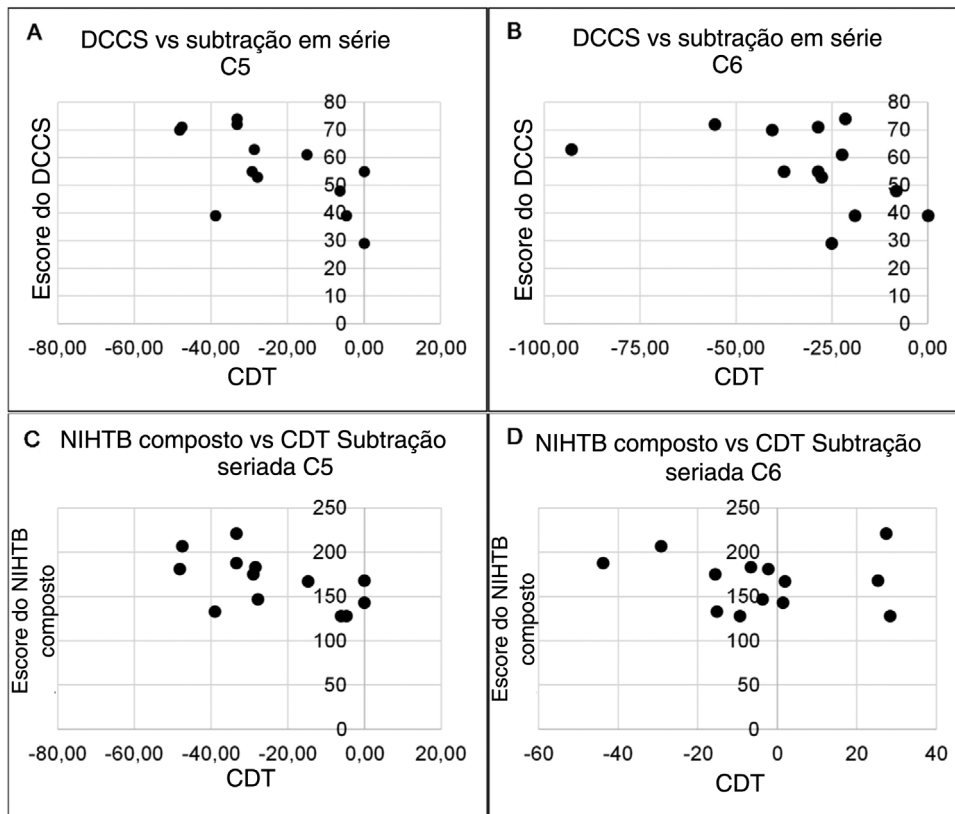 A
DCCS vs subtração em série
C5
Escore do DCCS
80
70
60
50
40
30
20
10
0
-80,00 -60,00 -40,00 -20,00 0,00 20,00
CDT
B
DCCS vs subtração em série
C6
Escore do DCCS
80
70
60
50
40
30
20
10
0
-100,00 -75,00 -50,00 -25,00 0,00
CDT
C
NIHTB composto vs CDT Subtração
seriada C5
Escore do NIHTB
composto
250
200
150
100
50
0
-80,00 -60,00 -40,00 -20,00 0,00 20,00
CDT
D
NIHTB composto vs CDT Subtração
seriada C6
Escore do NIHTB
composto
250
200
150
100
50
0
-60 -40 -20 0 20 40
CDT